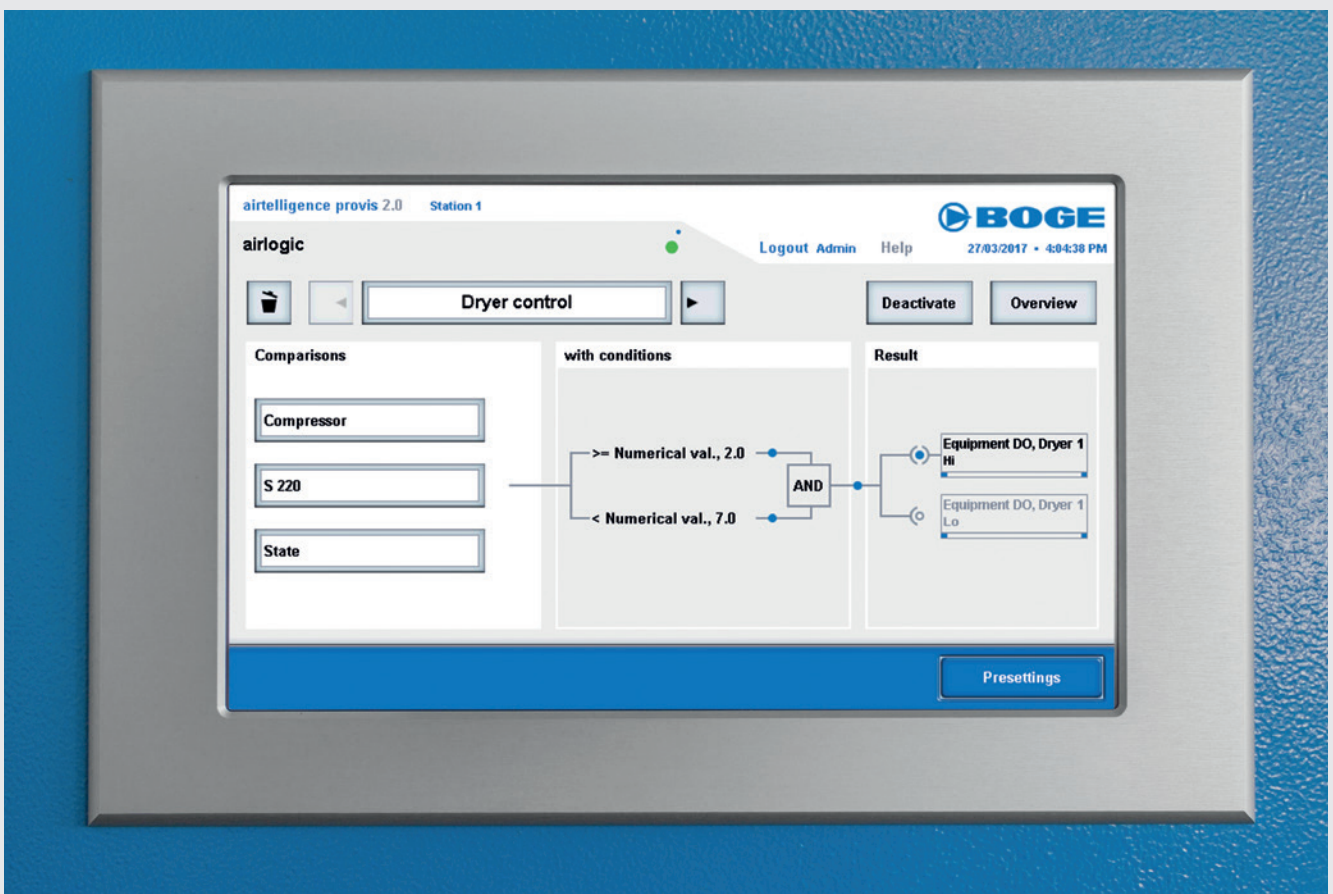 airtelligence provis 2.0 Station 1
BOGE
airlogic
Logout Admin Help 27/03/2017 • 4:04:38 PM
Dryer control
Deactivate
Overview
Comparisons
with conditions
Result
Compressor
S 220
State
>= Numerical val., 2.0
< Numerical val., 7.0
AND
Equipment DO, Dryer 1
Hi
Equipment DO, Dryer 1
Lo
Presettings